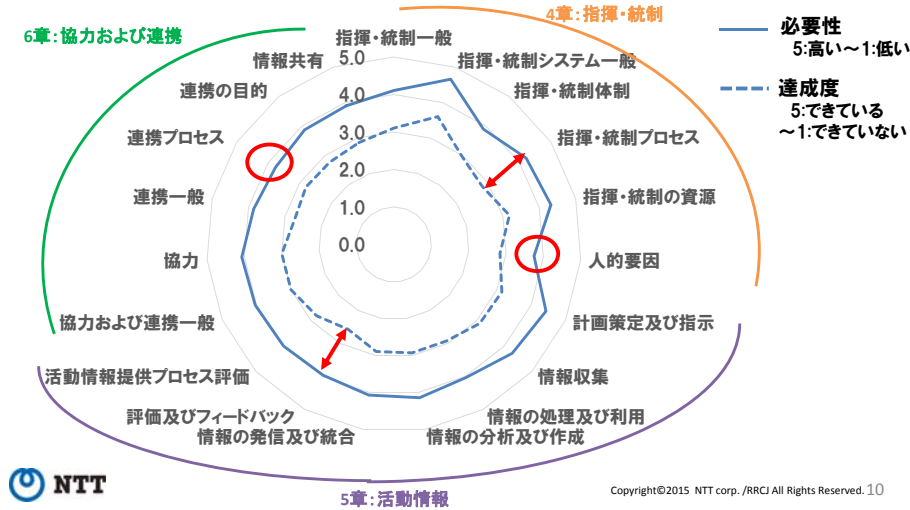 4章：指揮・統制
6章：協力および連携
必要性
5：高い～1：低い
達成度
5：できている
～1：できていない
指揮・統制一般
指揮・統制システム一般
指揮・統制体制
指揮・統制プロセス
指揮・統制の資源
人的要因
計画策定及び指示
情報収集
情報の処理及び利用
情報の分析及び作成
情報の発信及び統合
評価及びフィードバック
活動情報提供プロセス評価
協力および連携一般
協力
連携一般
連携プロセス
連携の目的
情報共有
5.0
4.0
3.0
2.0
1.0
0.0
5章：活動情報
NTT
Copyright©2015 NTT corp. /RRCJ All Rights Reserved. 10